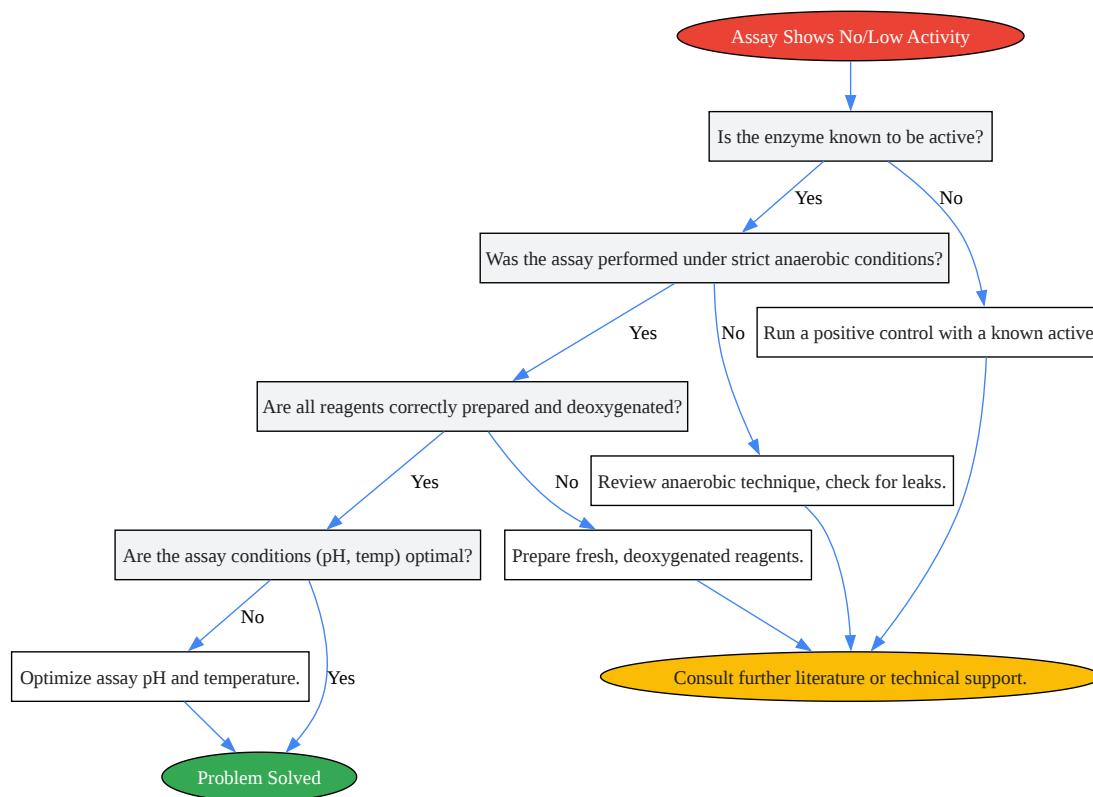 Assay Shows No/Low Activity
Is the enzyme known to be active?
Yes
No
Was the assay performed under strict anaerobic conditions?
Yes
No
Run a positive control with a known active
Are all reagents correctly prepared and deoxygenated?
Yes
No
Review anaerobic technique, check for leaks.
Are the assay conditions (pH, temp) optimal?
Prepare fresh, deoxygenated reagents.
No
Yes
Optimize assay pH and temperature.
Consult further literature or technical support.
Problem Solved